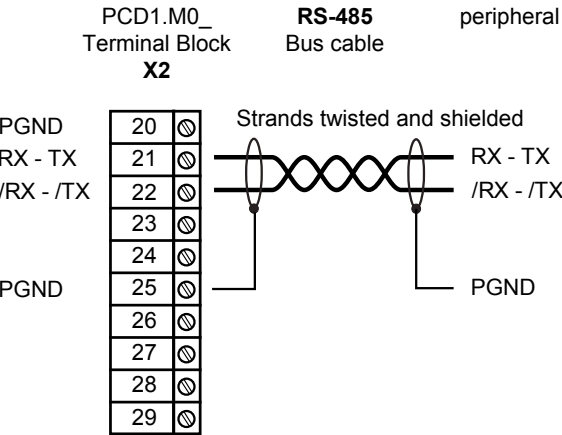 PCD1.M0_ RS-485 peripheral
Terminal Block Bus cable
X2
Strands twisted and shielded
PGND 20
RX - TX 21 RX - TX
/RX - /TX 22 /RX - /TX
23
24
PGND 25 PGND
26
27
28
29